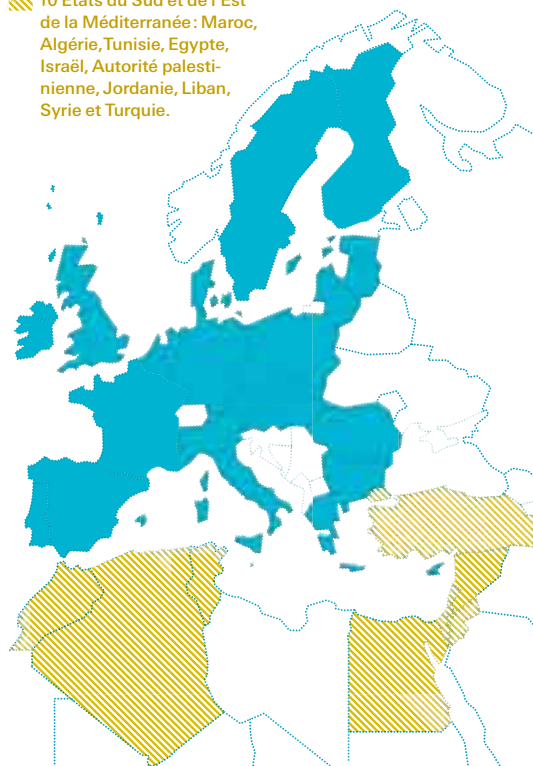 10 Etats du Sud et de l'Est
de la Méditerranée: Maroc,
Algérie, Tunisie, Egypte,
Israël, Autorité palesti-
nienne, Jordanie, Liban,
Syrie et Turquie.